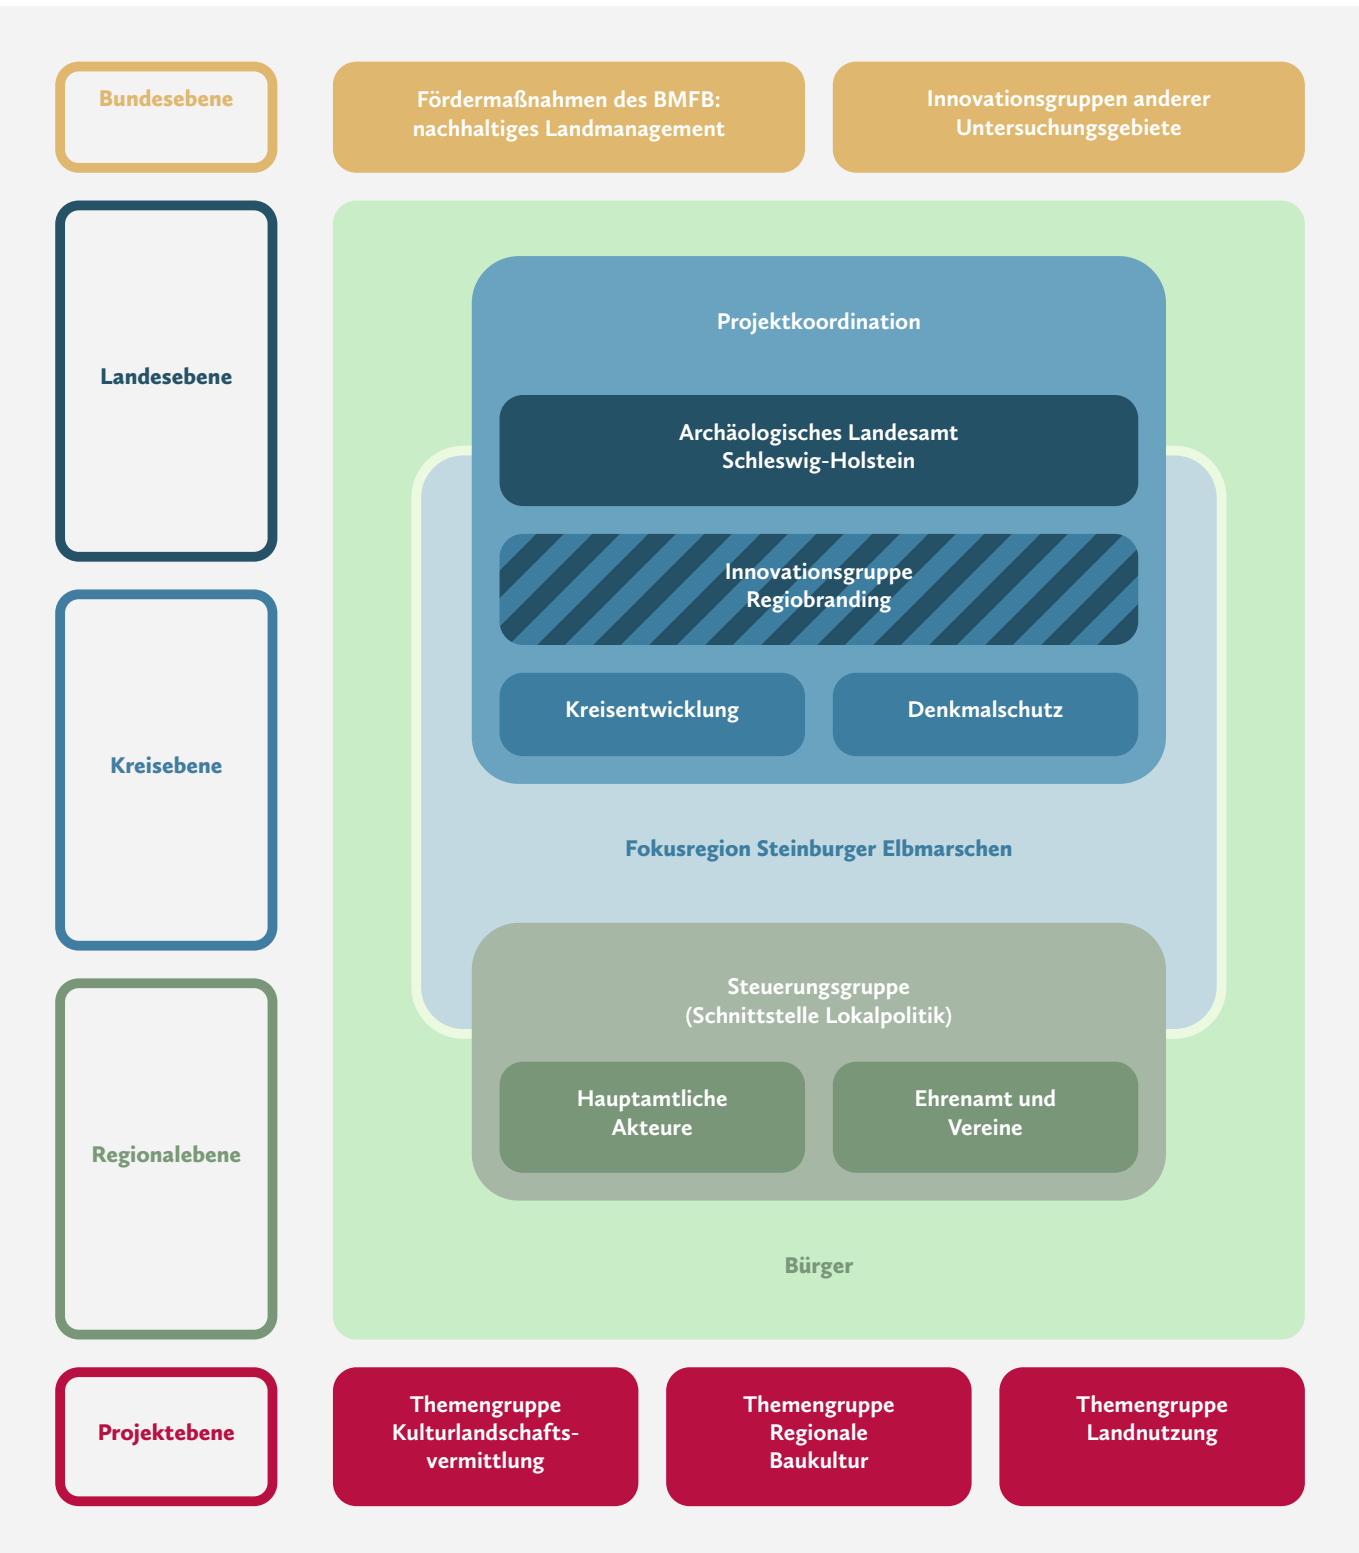 Bundesebene
Fördermaßnahmen des BMFB:
nachhaltiges Landmanagement
Innovationsgruppen anderer
Untersuchungsgebiete
Landesebene
Projektkoordination
Archäologisches Landesamt
Schleswig-Holstein
Innovationsgruppe
Regiobranding
Kreisebene
Kreisentwicklung
Denkmalschutz
Fokusregion Steinburger Elbmarschen
Regionalebene
Steuerungsgruppe
(Schnittstelle Lokalpolitik)
Hauptamtliche
Akteure
Ehrenamt und
Vereine
Bürger
Projektebene
Themengruppe
Kulturlandschafts-
vermittlung
Themengruppe
Regionale
Baukultur
Themengruppe
Landnutzung